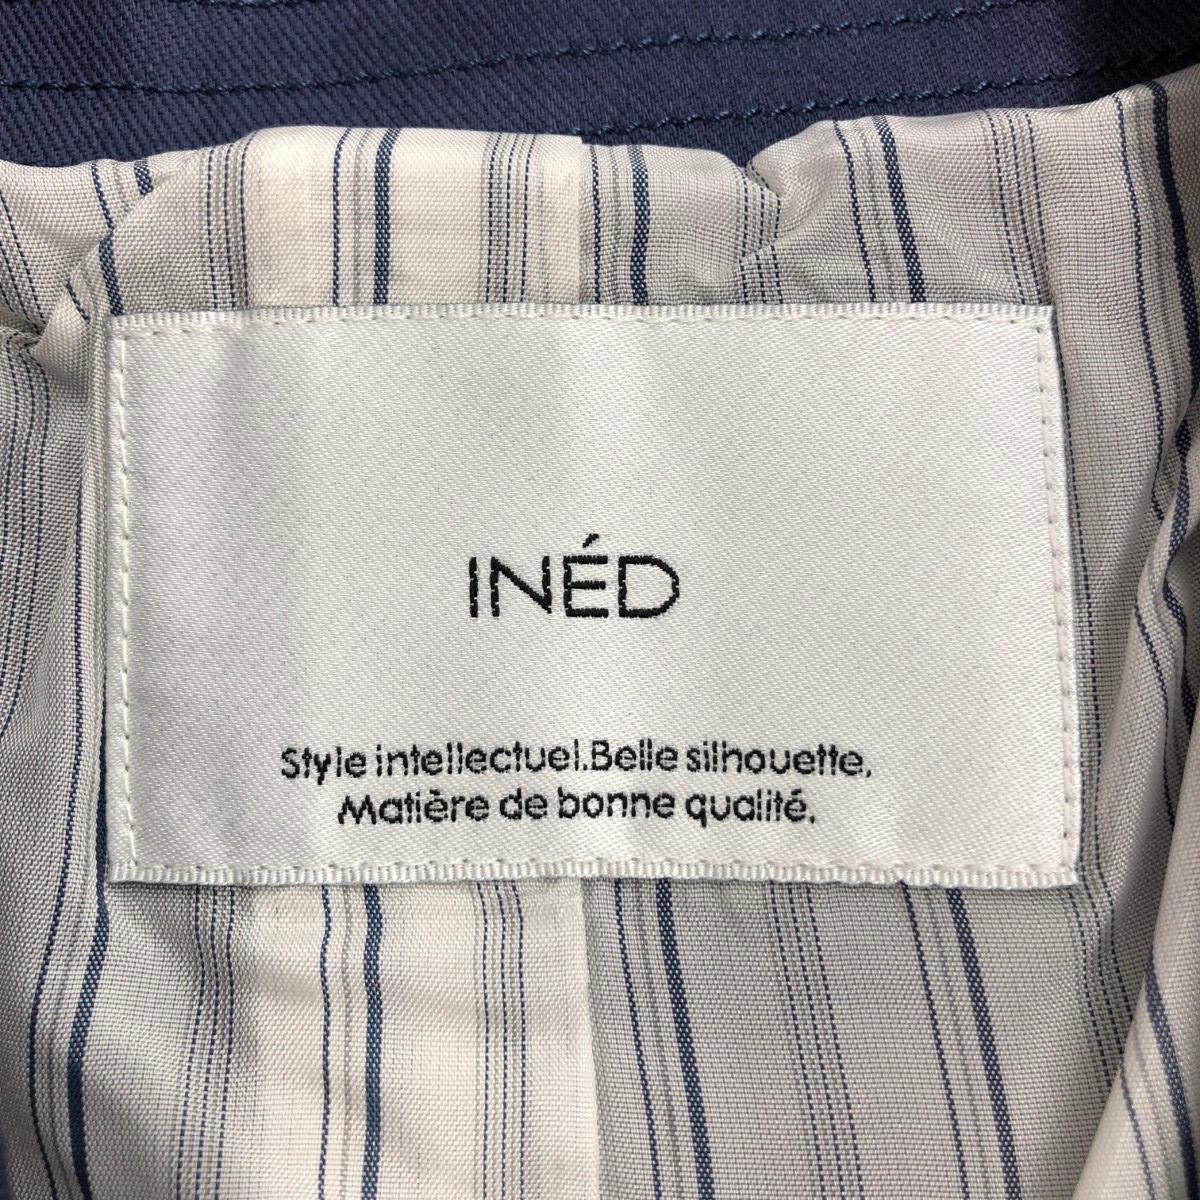 INÉD
Style intellectuel.Belle silhouette,
Matière de bonne qualité.